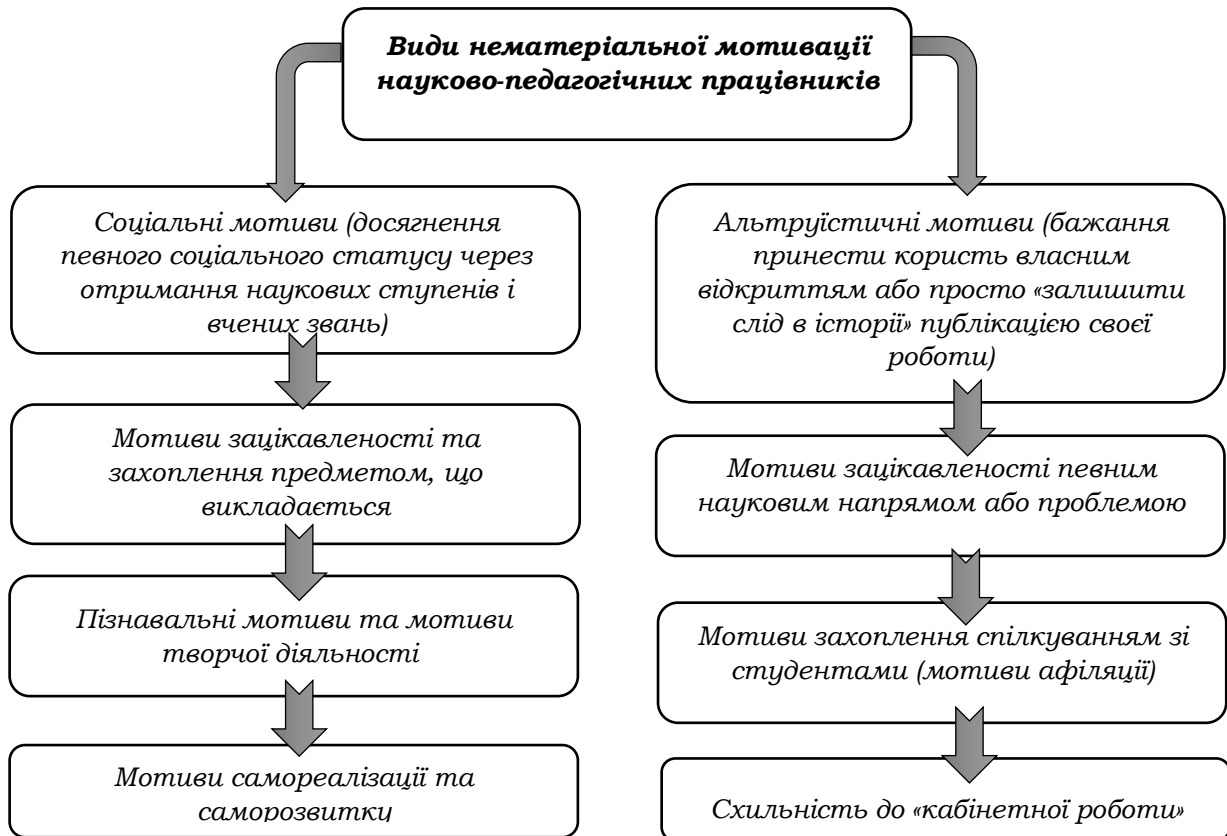 Види нематеріальної мотивації
науково-педагогічних працівників
Соціальні мотиви (досягнення
певного соціального статусу через
отримання наукових ступенів і
вчених звань)
Мотиви зацікавленості та
захоплення предметом, що
викладається
Пізнавальні мотиви та мотиви
творчої діяльності
Мотиви самореалізації та
саморозвитку
Альтруїстичні мотиви (бажання
принести користь власним
відкриттям або просто «залишити
слід в історії» публікацією своєї
роботи)
Мотиви зацікавленості певним
науковим напрямом або проблемою
Мотиви захоплення спілкуванням зі
студентами (мотиви афіляції)
Схильність до «кабінетної роботи»